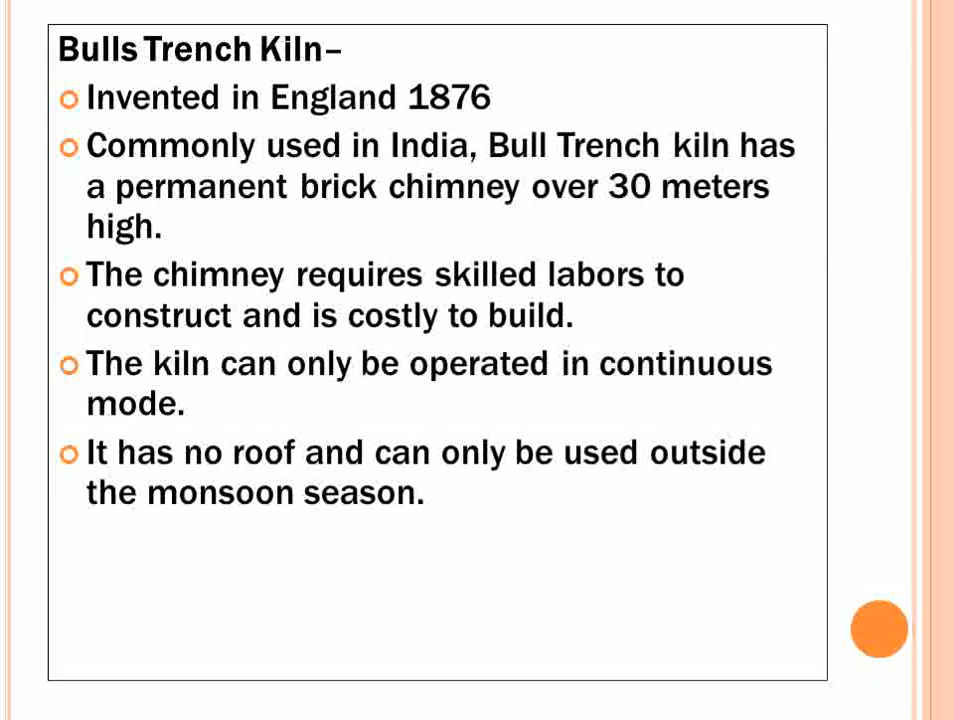 Bulls Trench Kiln–
Invented in England 1876
Commonly used in India, Bull Trench kiln has
a permanent brick chimney over 30 meters
high.
The chimney requires skilled labors to
construct and is costly to build.
The kiln can only be operated in continuous
mode.
It has no roof and can only be used outside
the monsoon season.